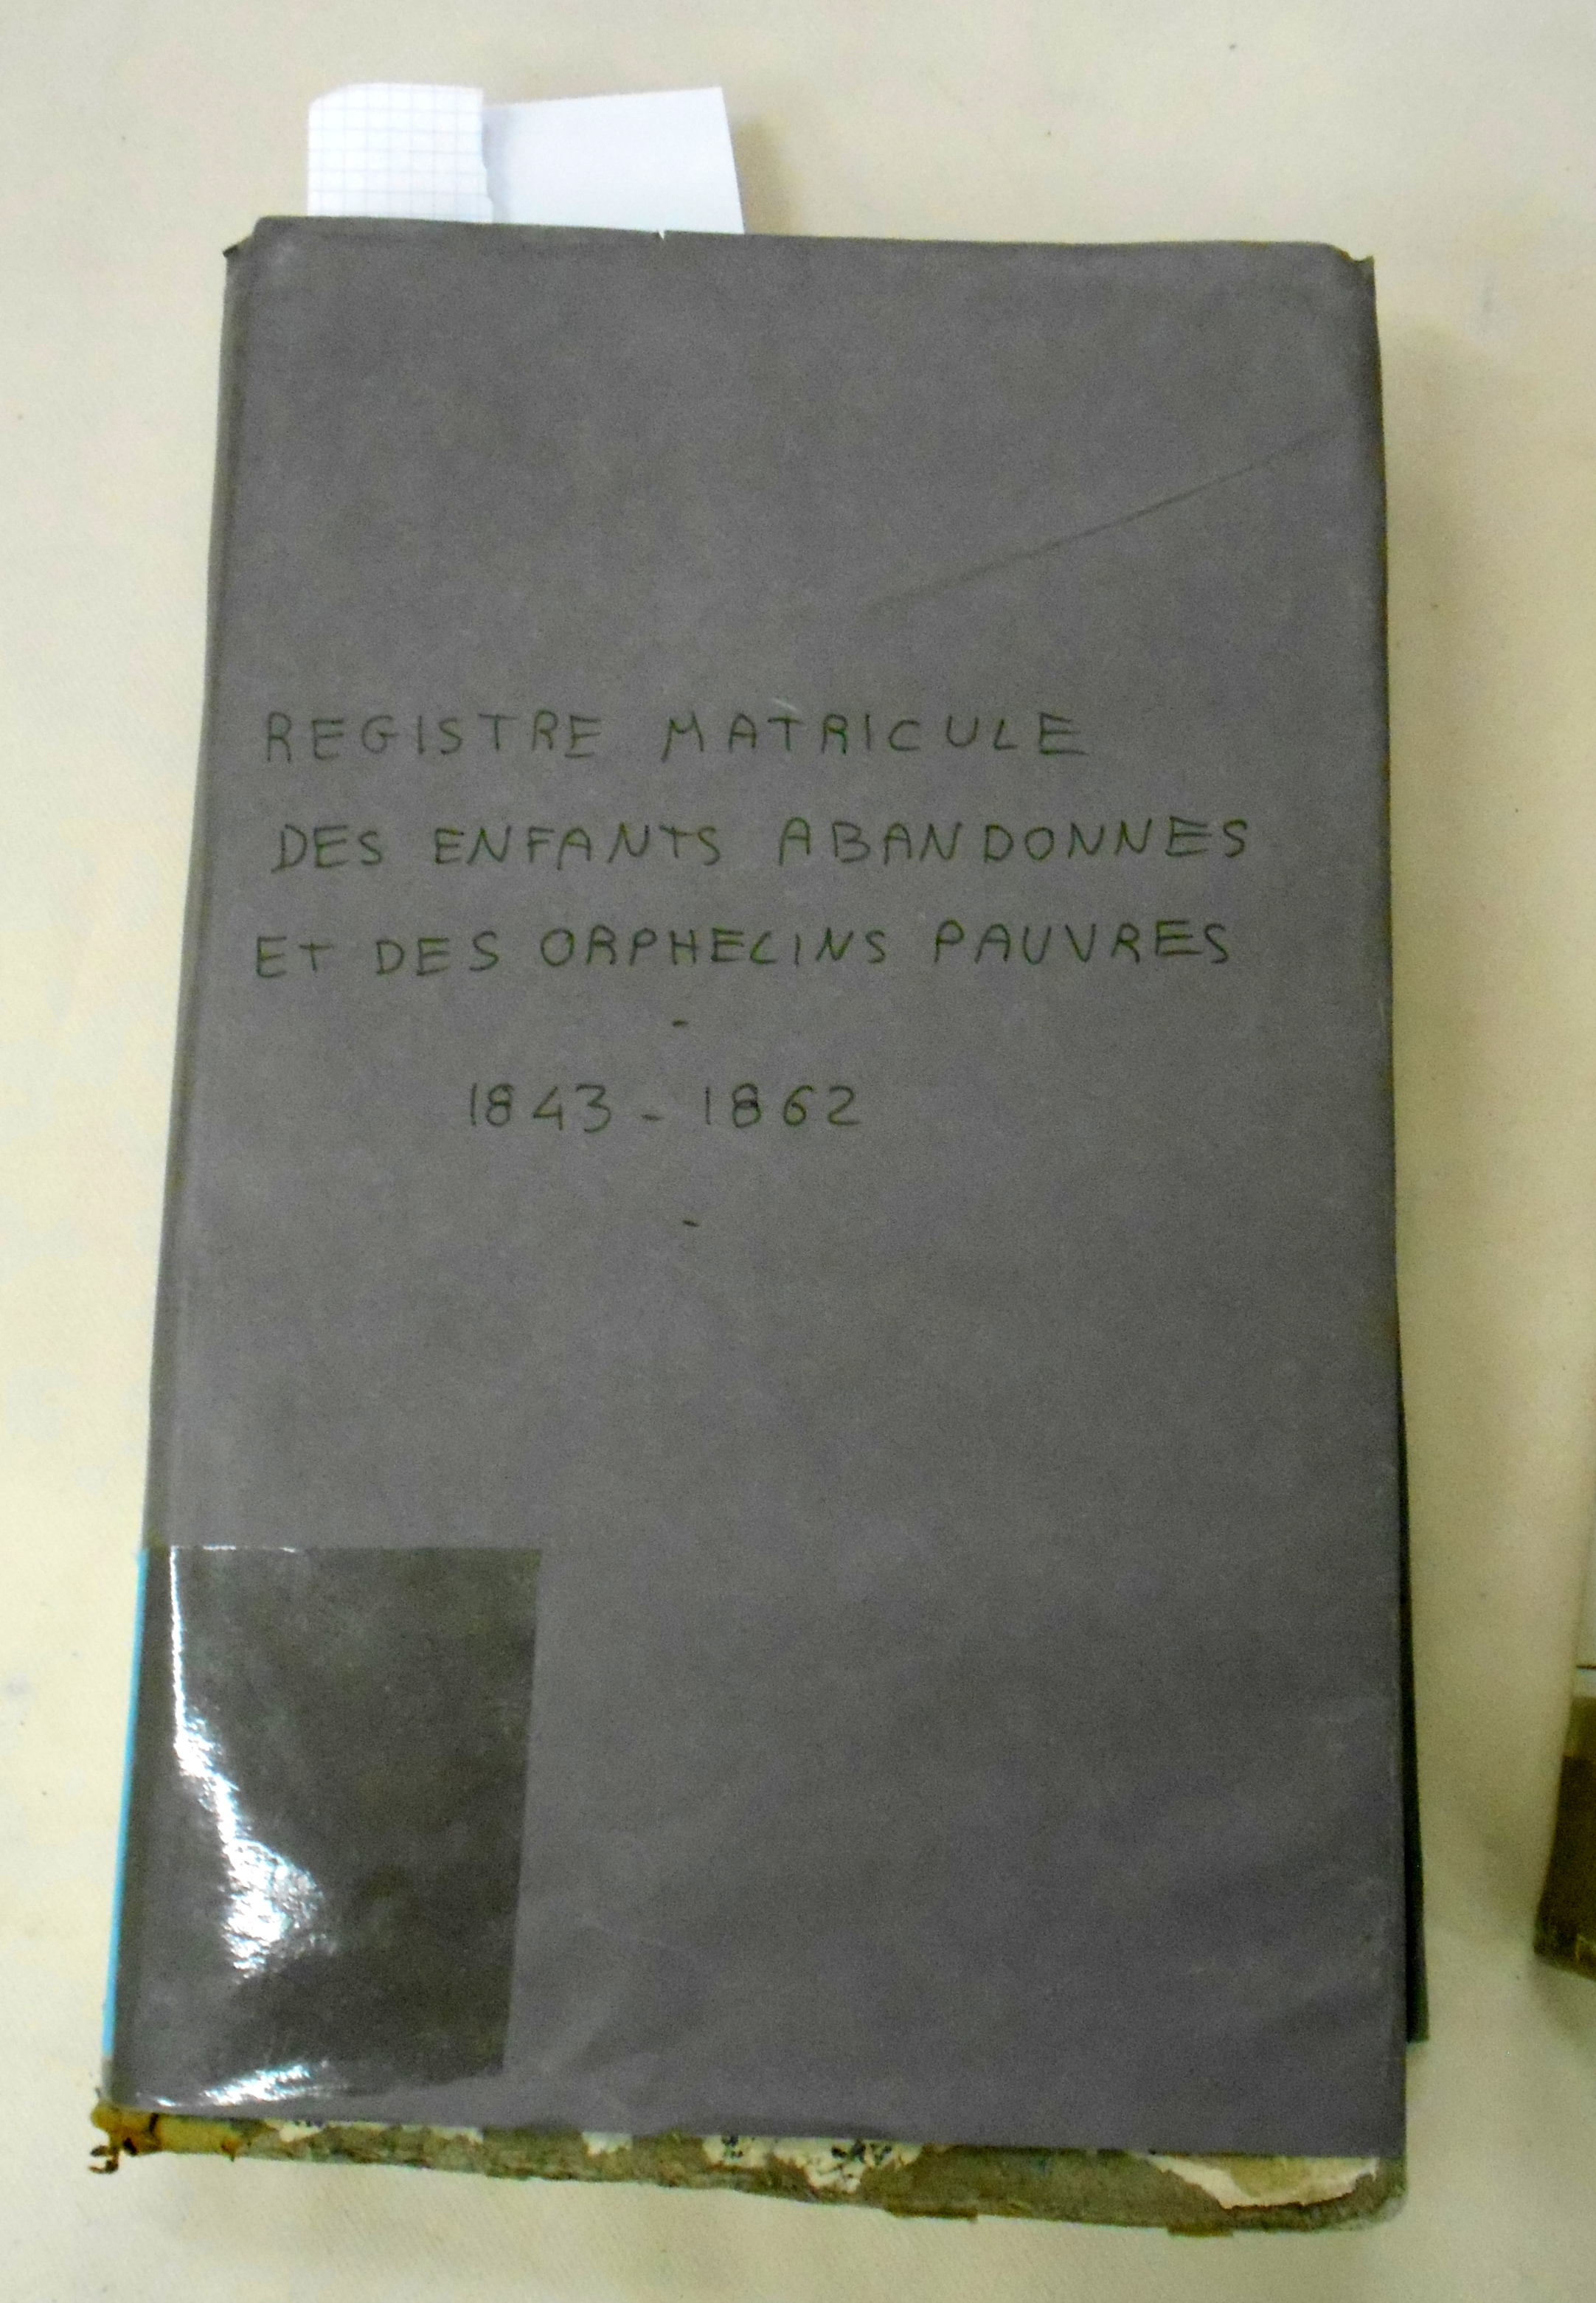 REGISTRE MATRICULE
DES ENFANTS ABANDONNES
ET DES ORPHELINS PAUVRES
-
1843 - 1862
-